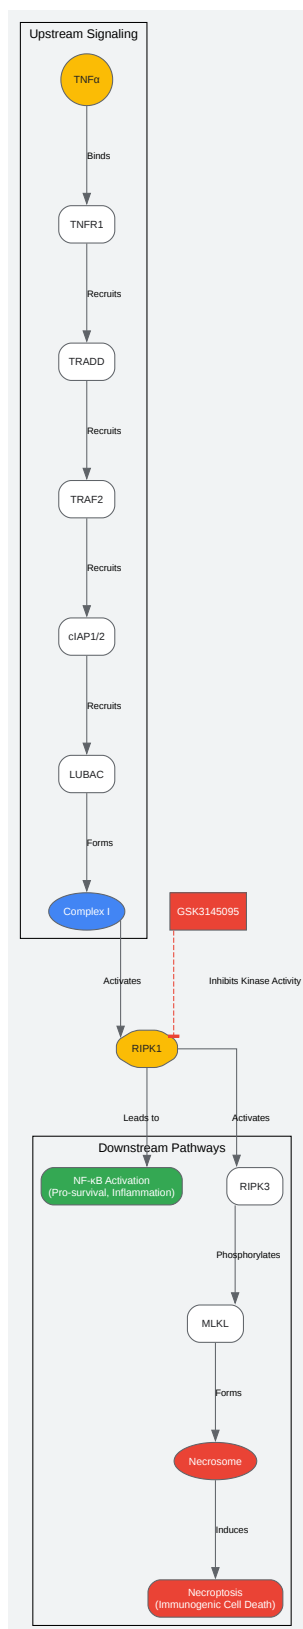 Upstream Signaling
TNFα
Binds
TNFR1
Recruits
TRADD
Recruits
TRAF2
Recruits
cIAP1/2
Recruits
LUBAC
Forms
Complex I
GSK3145095
Activates
Inhibits Kinase Activity
RIPK1
Leads to
Activates
Downstream Pathways
NF-κB Activation
(Pro-survival, Inflammation)
RIPK3
Phosphorylates
MLKL
Forms
Necrosome
Induces
Necroptosis
(Immunogenic Cell Death)